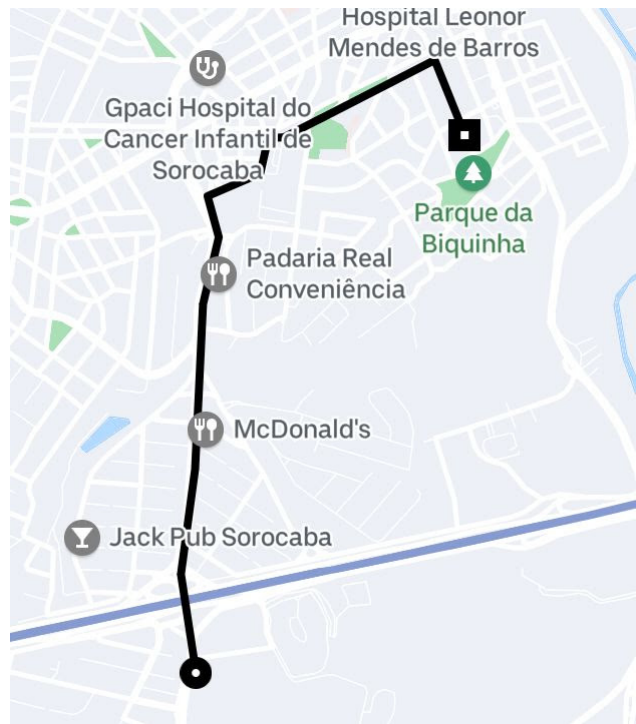 Hospital Leonor
Mendes de Barros
Gpaci Hospital do
Cancer Infantil de
Sorocaba
Parque da
Biquinha
Padaria Real
Conveniência
McDonald's
Jack Pub Sorocaba